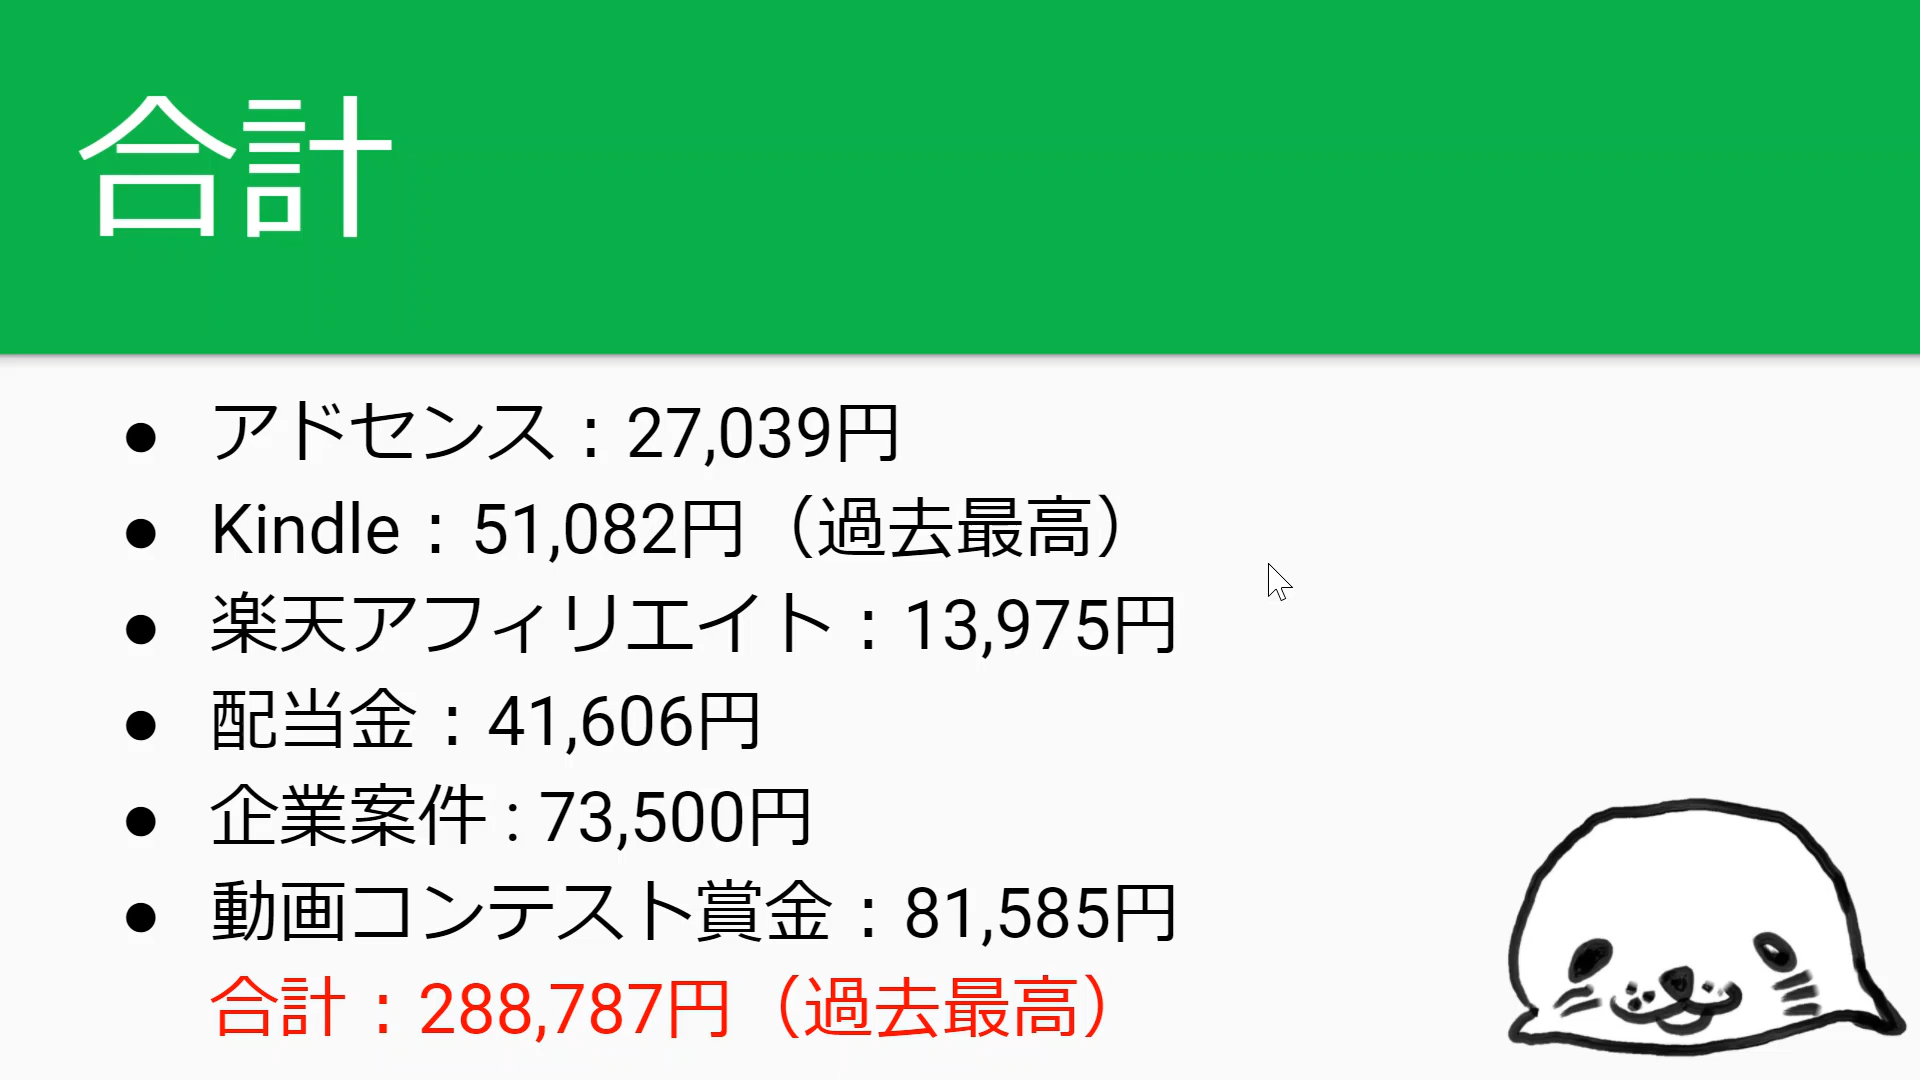 合計
● アドセンス：27,039円
● Kindle：51,082円（過去最高）
● 楽天アフィリエイト：13,975円
● 配当金：41,606円
● 企業案件 : 73,500円
● 動画コンテスト賞金：81,585円
合計：288,787円（過去最高）